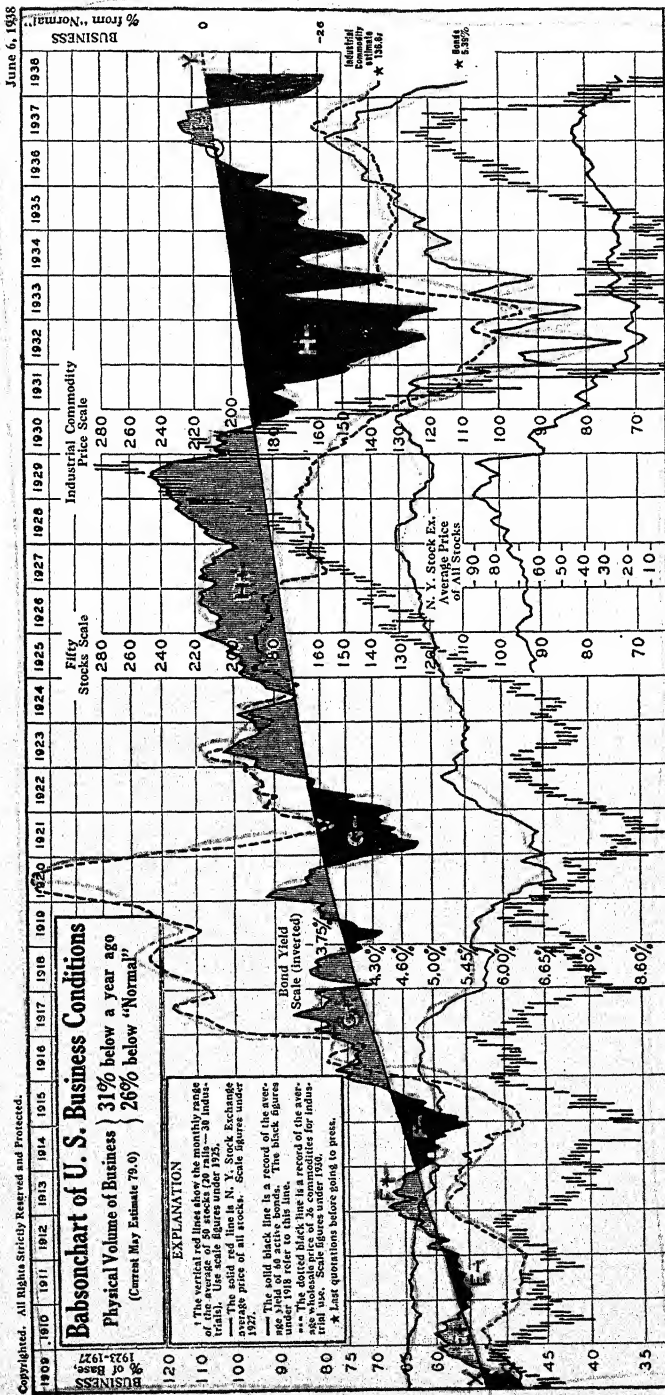 June 6, 1938
Copyrighted. All Rights Strictly Reserved and Protected.
BUSINESS
% of Base,
1923-1927
1909 1910 1911 1912 1913 1914 1915 1916 1917 1918 1919 1920 1921 1922 1923 1924 1925 1926 1927 1928 1929 1930 1931 1932 1933 1934 1935 1936 1937 1938
BUSINESS
% from "Normal"
Babsonchart of U. S. Business Conditions
Physical Volume of Business } 31% below a year ago
26% below "Normal"
(Current May Estimate 79.0)
EXPLANATION
† The vertical red lines show the monthly range
of the average of 50 stocks (20 rails — 30 Indus-
trials). Use scale figures under 1925.
— The solid red line is N. Y. Stock Exchange
average price of all stocks. Scale figures under
1927.
— The solid black line is a record of the aver-
age yield of 60 active bonds. The black figures
under 1918 refer to this line.
The dotted black line is a record of the aver-
age wholesale price of 26 commodities for indus-
trial use. Scale figures under 1930.
★ Last quotations before going to press.
120
110
100
90
80
75
65
60
55
45
40
35
Bond Yield
Scale (inverted)
3.75%
4.30%
4.60%
5.00%
5.45%
6.00%
6.65%
8.60%
Fifty
Stocks Scale
280
260
240
220
200
180
160
150
140
130
120
110
100
90
80
70
60
Industrial Commodity
Price Scale
280
260
240
220
200
180
160
150
140
130
120
110
100
90
80
70
N. Y. Stock Ex.
Average Price
of All Stocks
90
80
60
50
40
30
20
10
0
-26
Industrial
Commodity
estimate
★ Bonds
5.39%
X
Y
E-
F+
F-
G+
G-
H+
H-